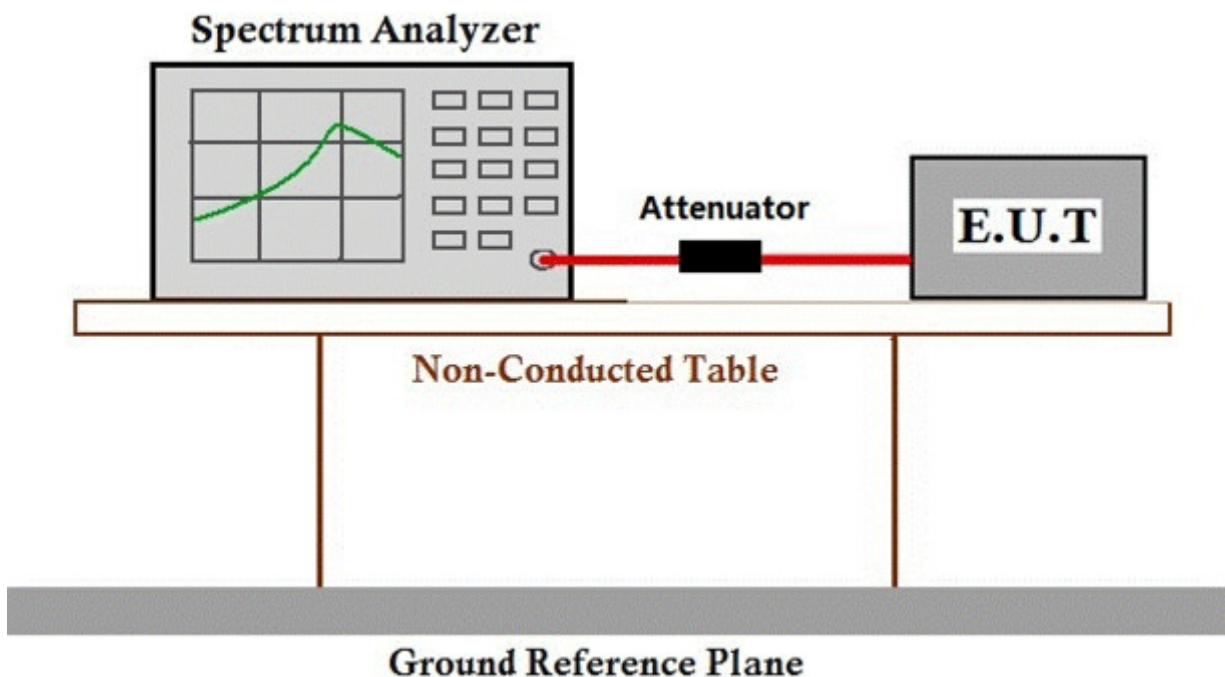 Spectrum Analyzer
Attenuator
E.U.T
Non-Conducted Table
Ground Reference Plane